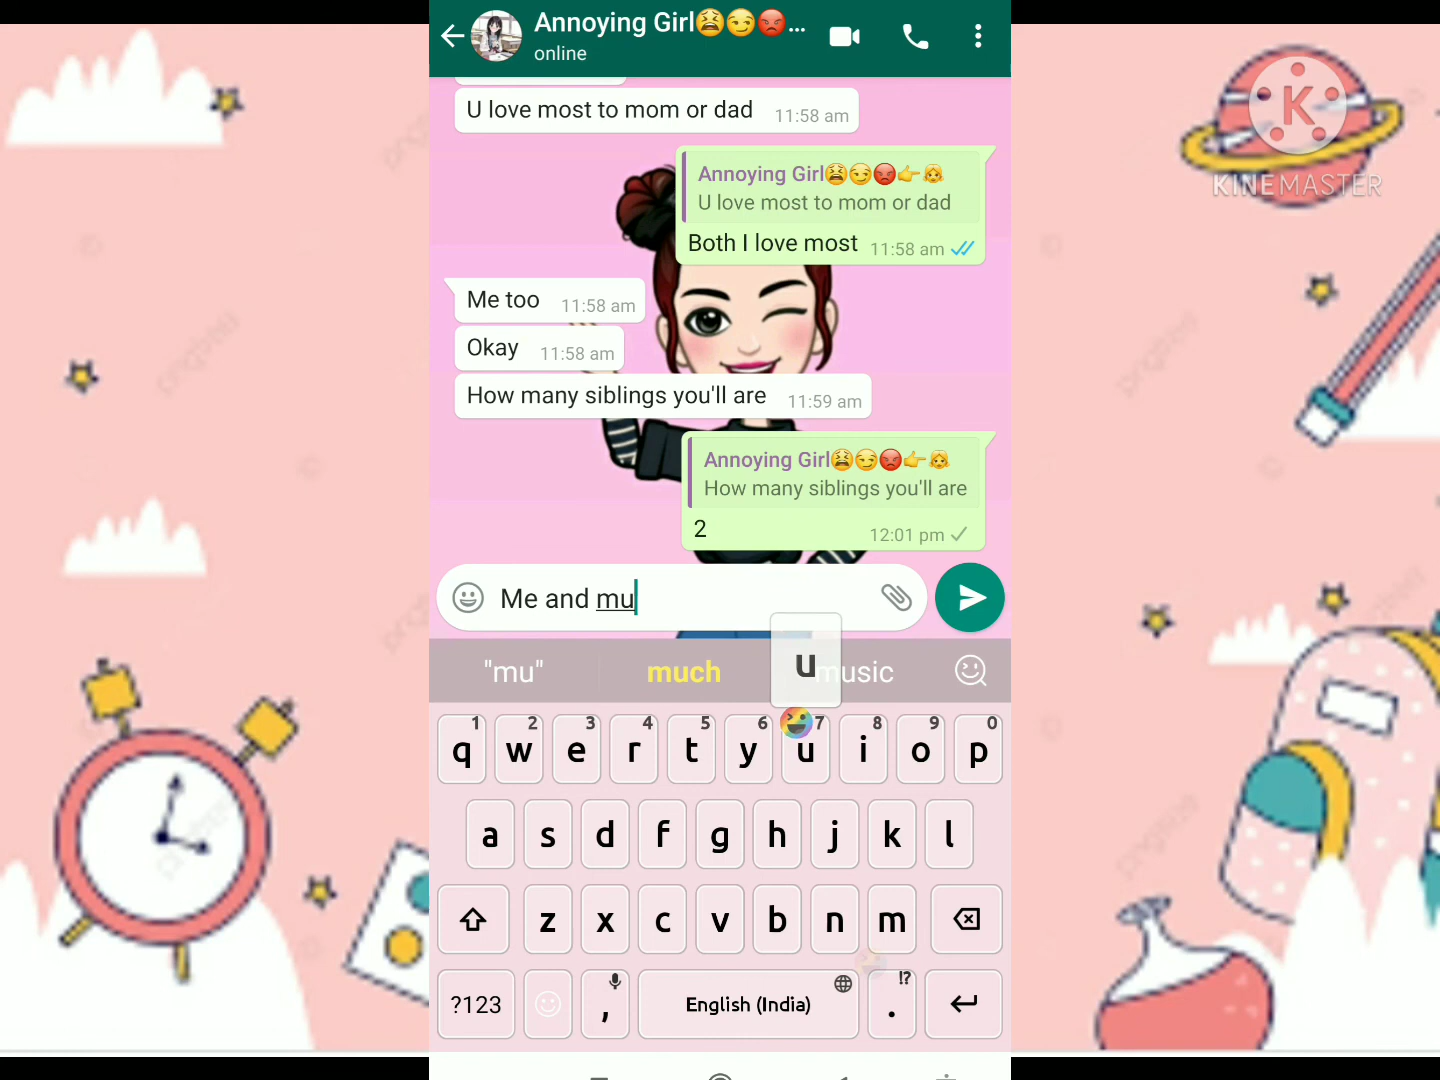 Annoying Girl😫😏😡...
online
U love most to mom or dad 11:58 am
Annoying Girl😫😏😡👉👧
U love most to mom or dad
Both I love most 11:58 am
Me too 11:58 am
Okay 11:58 am
How many siblings you'll are 11:59 am
Annoying Girl😫😏😡👉👧
How many siblings you'll are
2 12:01 pm
Me and mu
"mu" much music
u
1 2 3 4 5 6 7 8 9 0
q w e r t y u i o p
a s d f g h j k l
z x c v b n m
!?
?123 , English (India) .
K
KINEMASTER